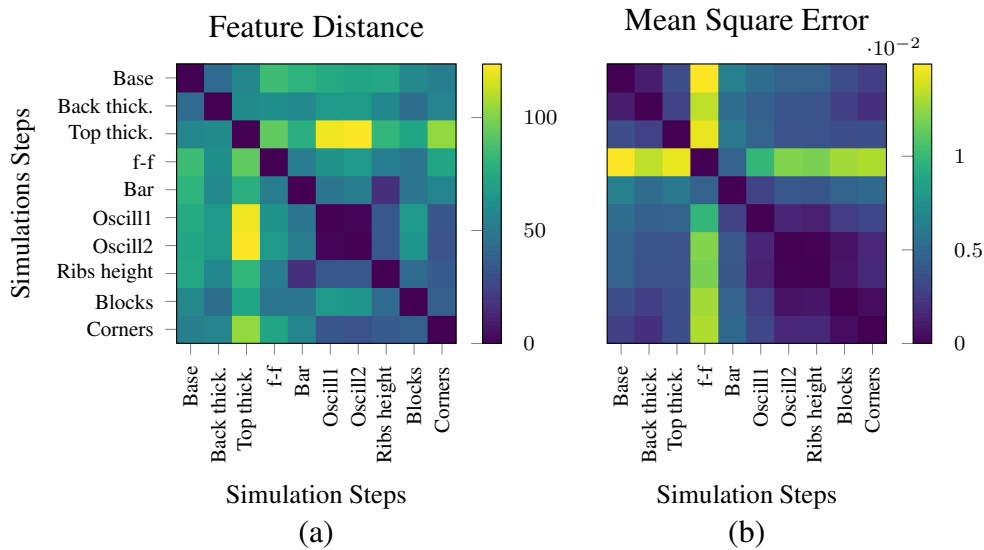 Feature Distance
Mean Square Error
·10−2
Simulations Steps
Base
Back thick.
Top thick.
f-f
Bar
Oscill1
Oscill2
Ribs height
Blocks
Corners
100
50
0
1
0.5
0
Base
Back thick.
Top thick.
f-f
Bar
Oscill1
Oscill2
Ribs height
Blocks
Corners
Base
Back thick.
Top thick.
f-f
Bar
Oscill1
Oscill2
Ribs height
Blocks
Corners
Simulation Steps
Simulation Steps
(a)
(b)